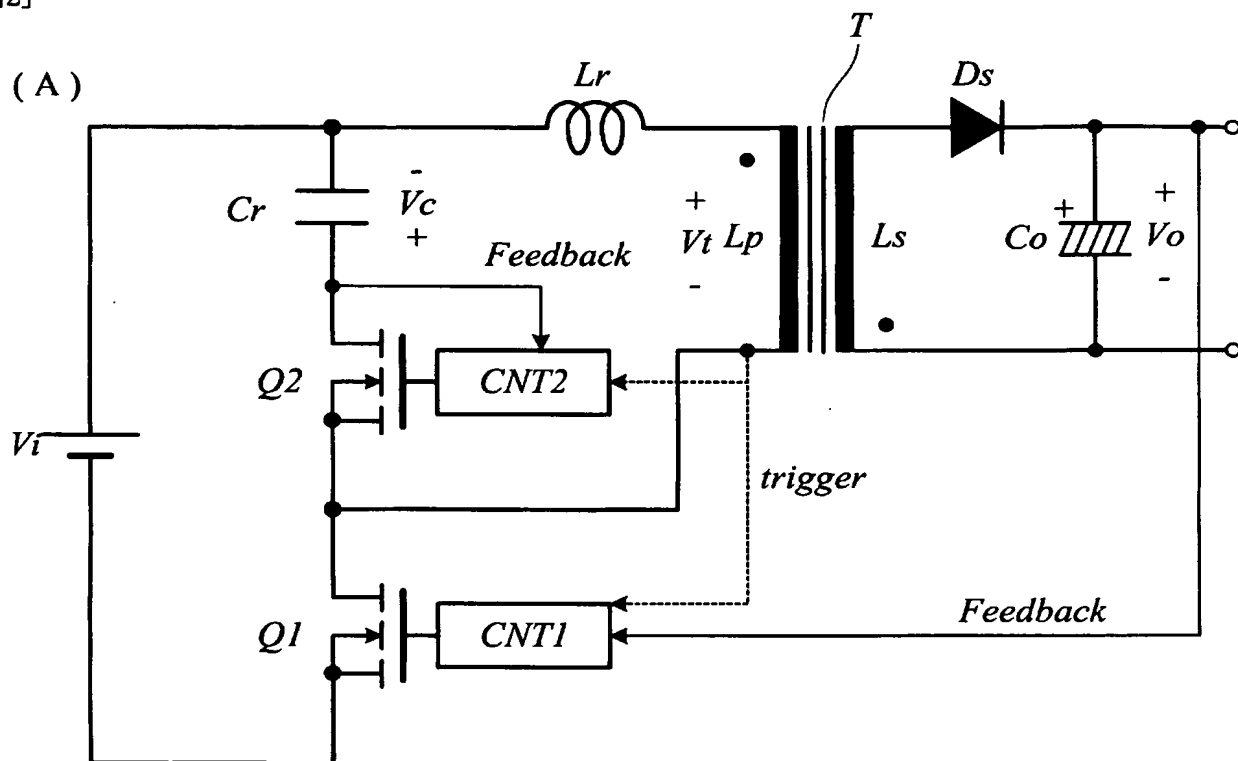 T
( A )
Lr
Ds
-
Vc
+
Cr
+
Vt
-
Lp
Ls
+
Co
+
Vo
-
Feedback
Q2
CNT2
Vi
trigger
Feedback
Q1
CNT1